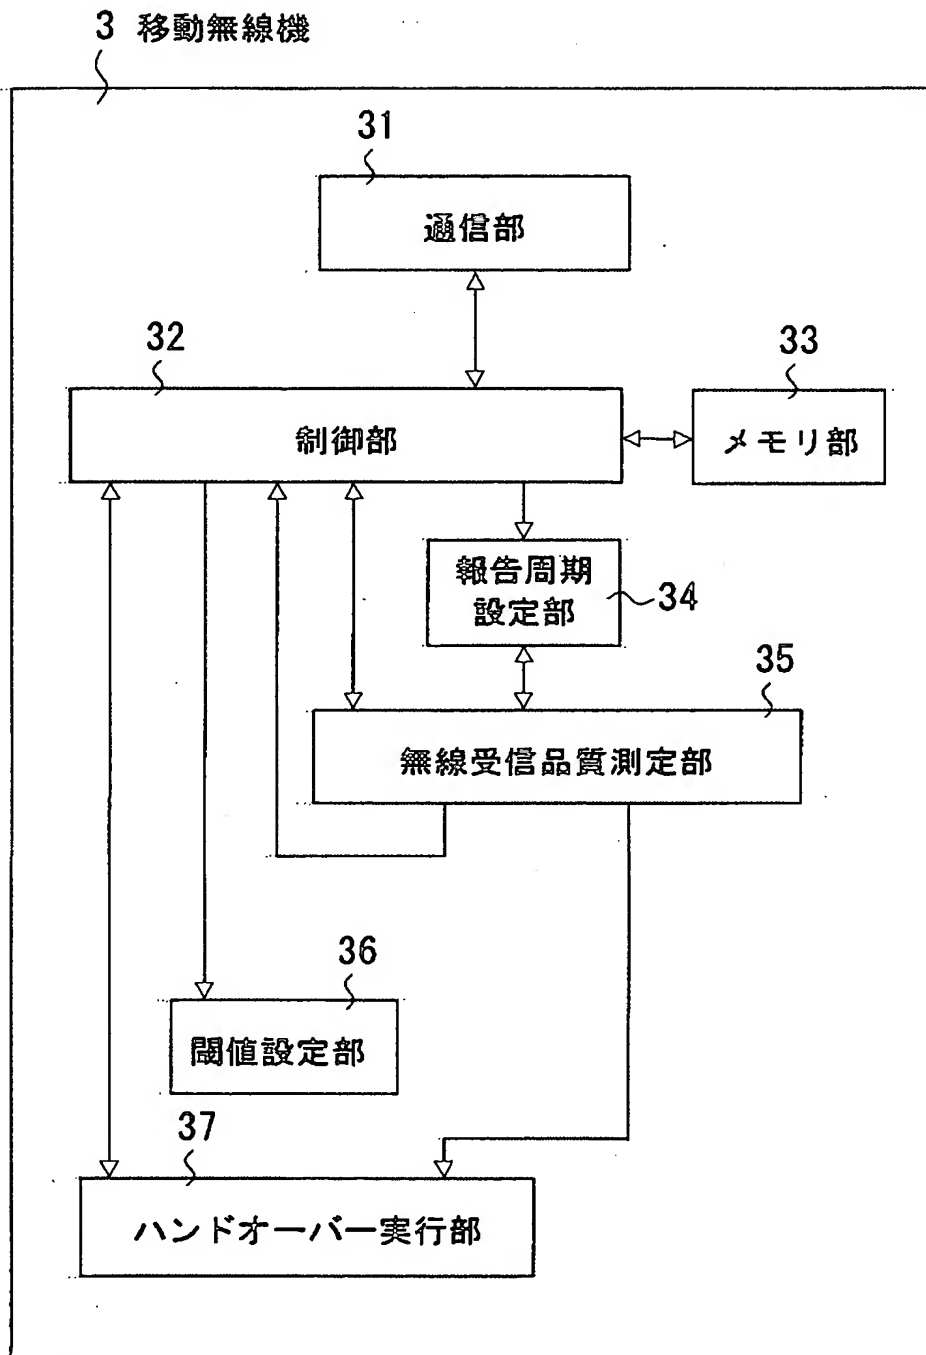 3 移動無線機
31
通信部
32
制御部
33
メモリ部
報告周期
設定部
34
35
無線受信品質測定部
36
閾値設定部
37
ハンドオーバー実行部